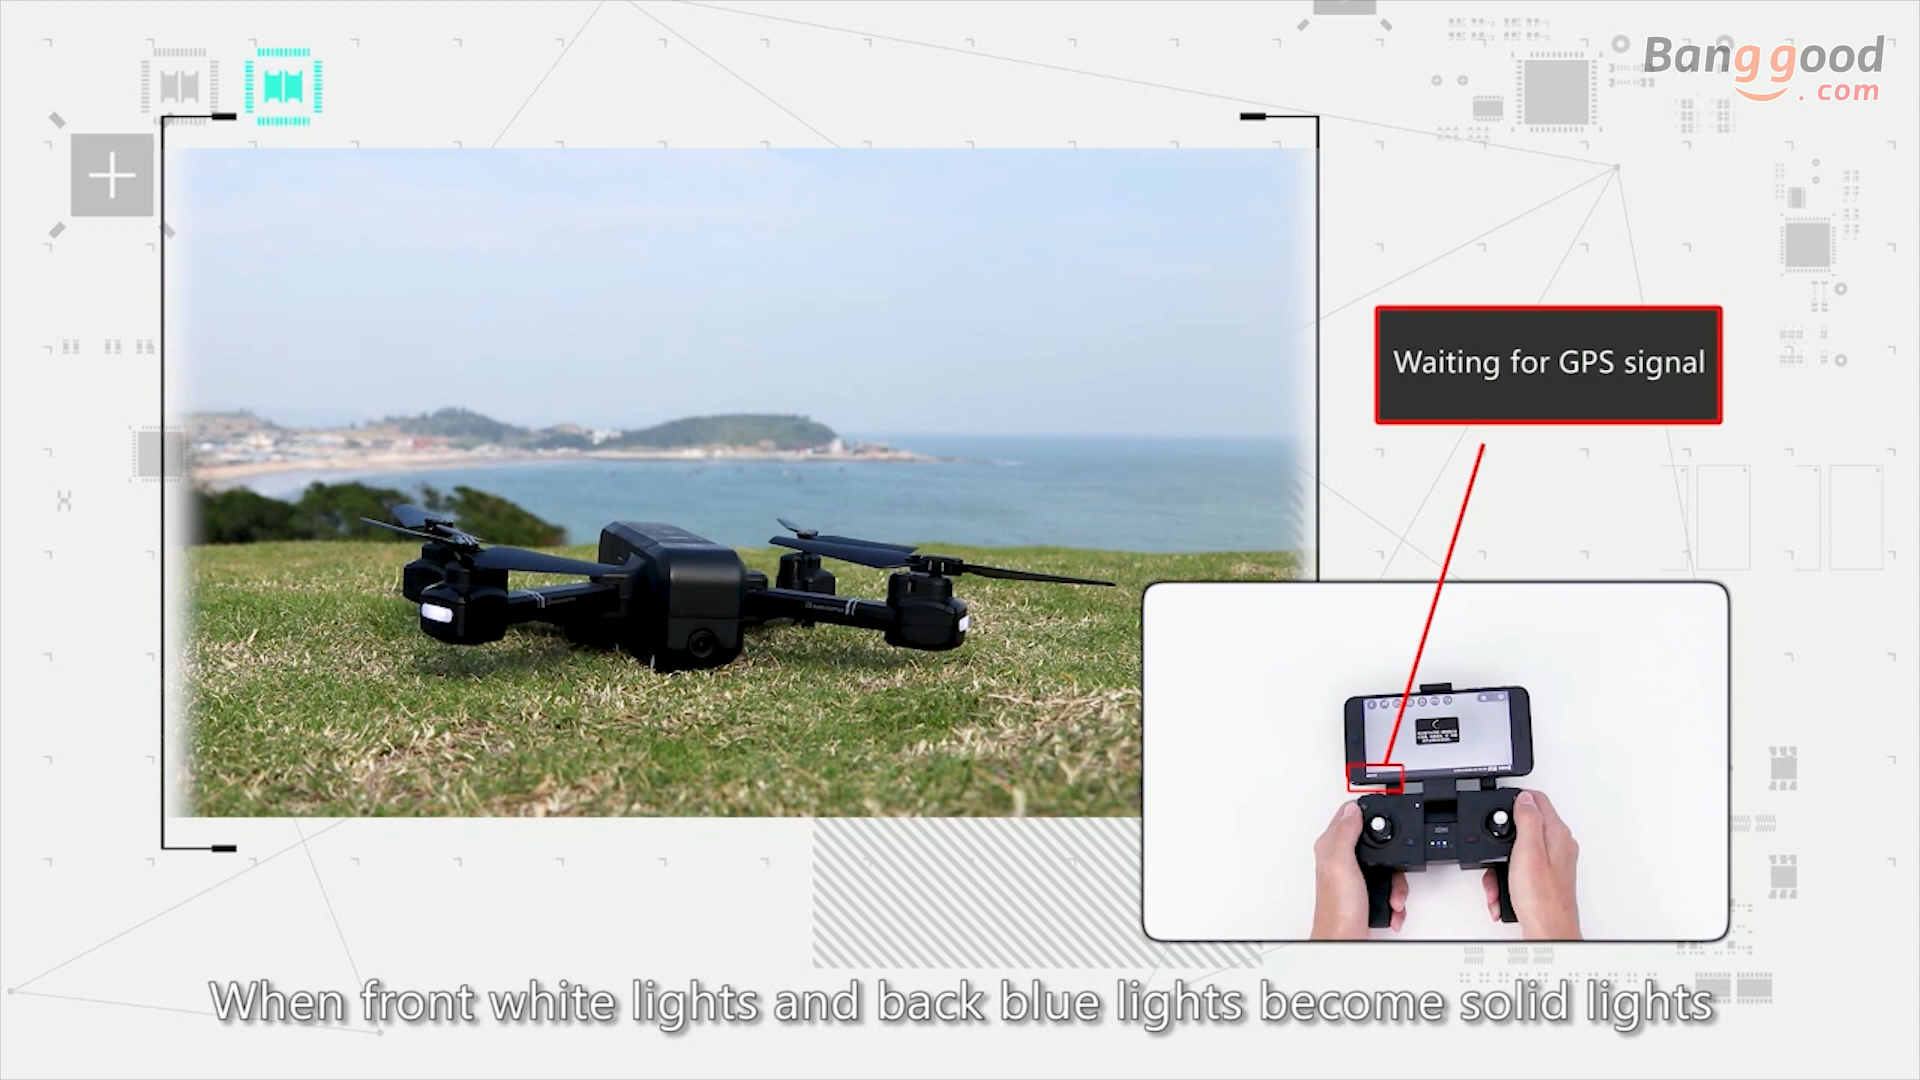 Banggood
.com
Waiting for GPS signal
When front white lights and back blue lights become solid lights